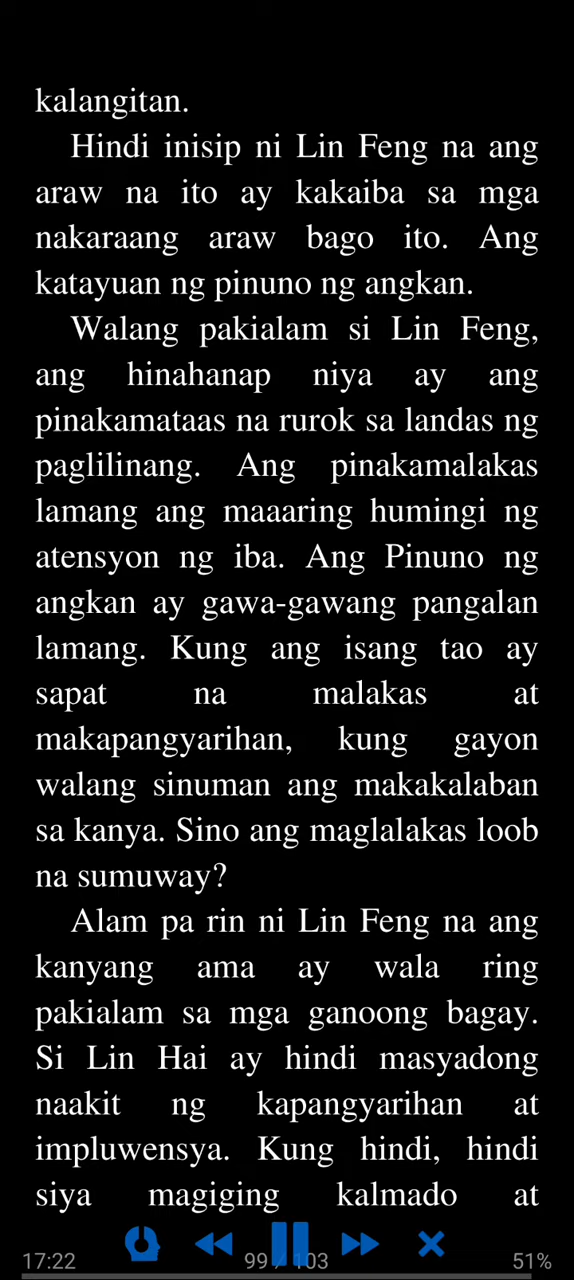 kalangitan.
Hindi inisip ni Lin Feng na ang
araw na ito ay kakaiba sa mga
nakaraang araw bago ito. Ang
katayuan ng pinuno ng angkan.
Walang pakialam si Lin Feng,
ang hinahanap niya ay ang
pinakamataas na rurok sa landas ng
paglilinang. Ang pinakamalakas
lamang ang maaaring humingi ng
atensyon ng iba. Ang Pinuno ng
angkan ay gawa-gawang pangalan
lamang. Kung ang isang tao ay
sapat na malakas at
makapangyarihan, kung gayon
walang sinuman ang makakalaban
sa kanya. Sino ang maglalakas loob
na sumuway?
Alam pa rin ni Lin Feng na ang
kanyang ama ay wala ring
pakialam sa mga ganoong bagay.
Si Lin Hai ay hindi masyadong
naakit ng kapangyarihan at
impluwensya. Kung hindi, hindi
siya magiging kalmado at
17:22 99 / 103 51%